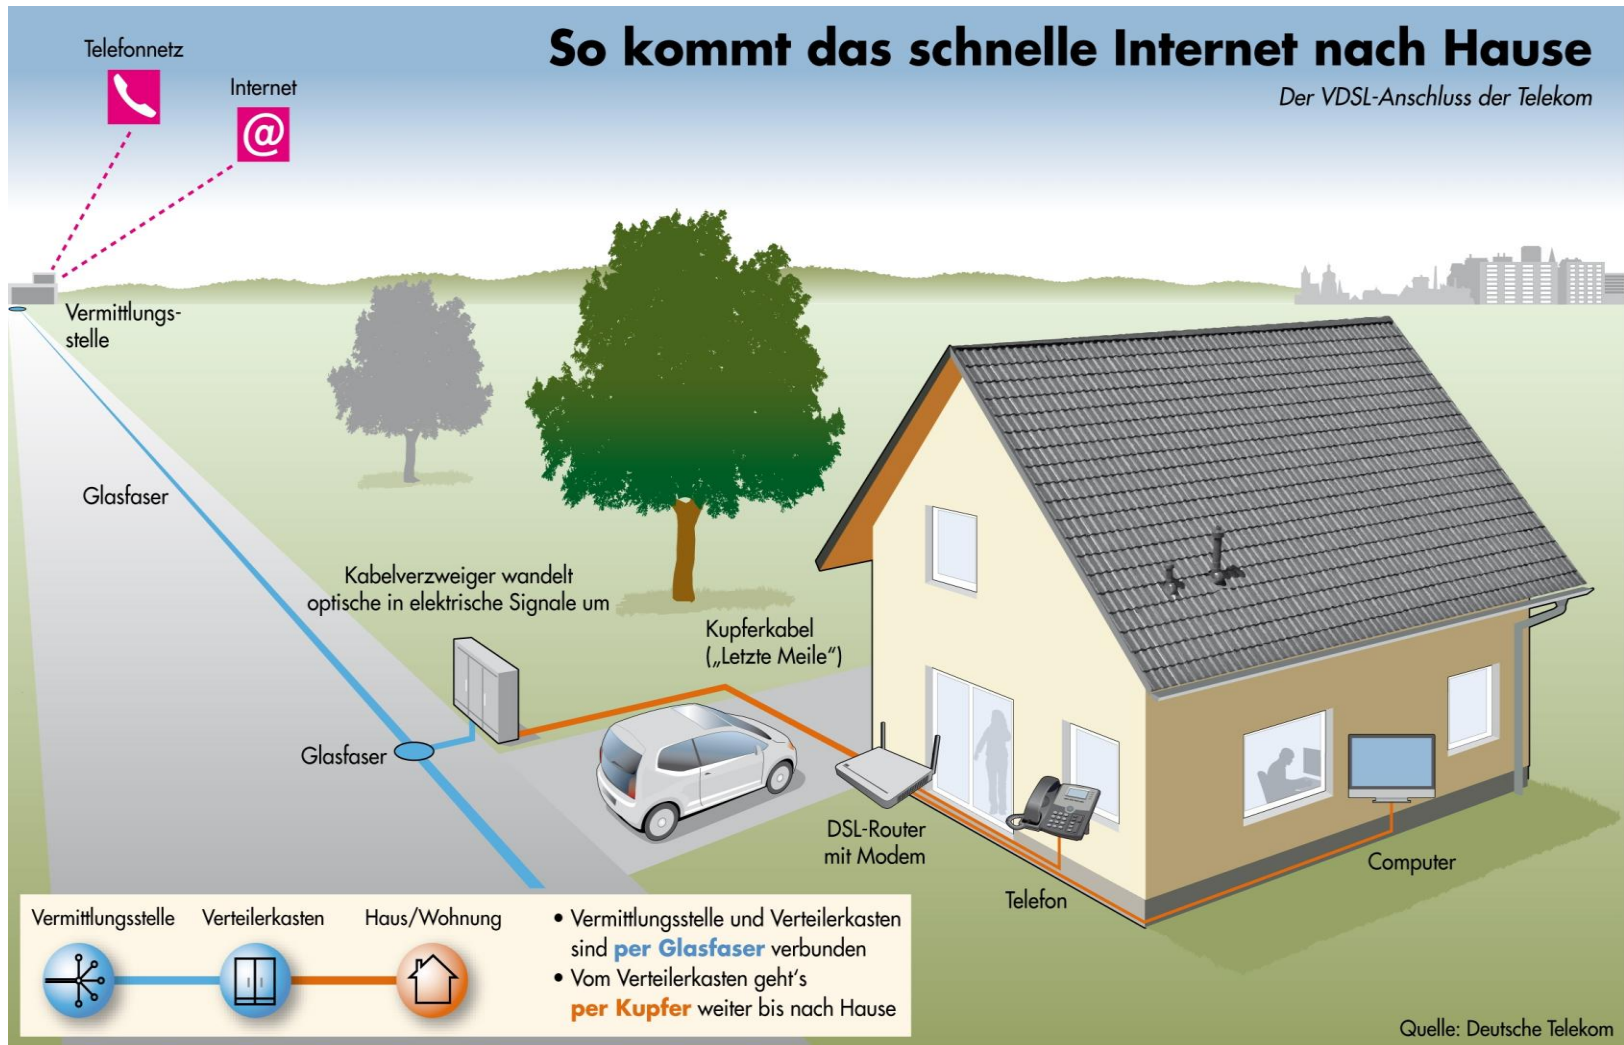 So kommt das schnelle Internet nach Hause
Der VDSL-Anschluss der Telekom
Telefonnetz
Internet
@
Vermittlungs-
stelle
Glasfaser
Kabelverzweiger wandelt
optische in elektrische Signale um
Kupferkabel
(„Letzte Meile“)
Glasfaser
DSL-Router
mit Modem
Telefon
Computer
Vermittlungsstelle
Verteilerkasten
Haus/Wohnung
• Vermittlungsstelle und Verteilerkasten
sind per Glasfaser verbunden
• Vom Verteilerkasten geht‘s
per Kupfer weiter bis nach Hause
Quelle: Deutsche Telekom